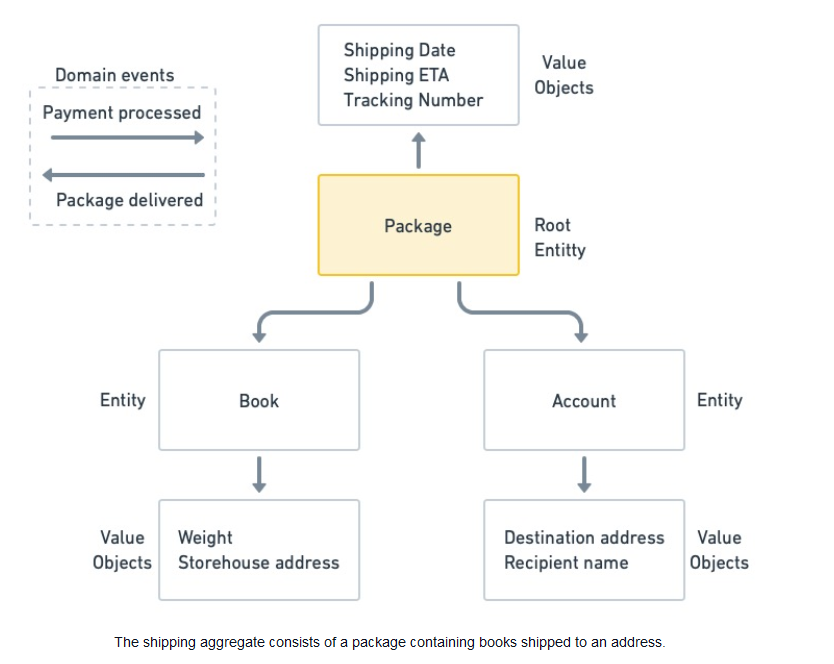 Shipping Date
Shipping ETA
Tracking Number
Value
Objects
Domain events
Payment processed
Package delivered
Package
Root
Entitty
Entity
Book
Account
Entity
Value
Objects
Weight
Storehouse address
Destination address
Recipient name
Value
Objects
The shipping aggregate consists of a package containing books shipped to an address.